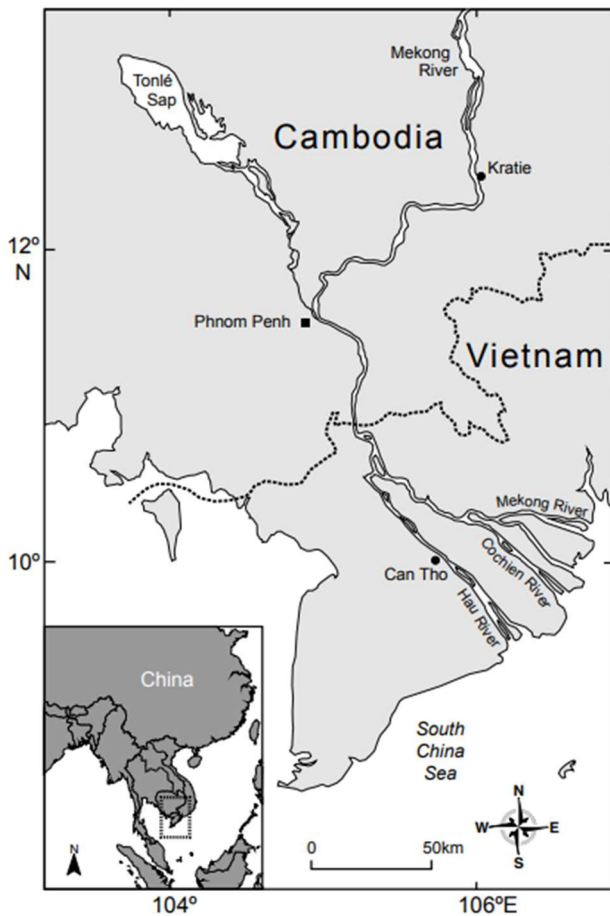 Mekong
River
Tonlé
Sap
Cambodia
Kratie
12º
N
Phnom Penh
Vietnam
Mekong River
Cochien River
10º
Can Tho
Hau River
China
South
China
Sea
N
W
E
S
N
0
50km
104º
106ºE